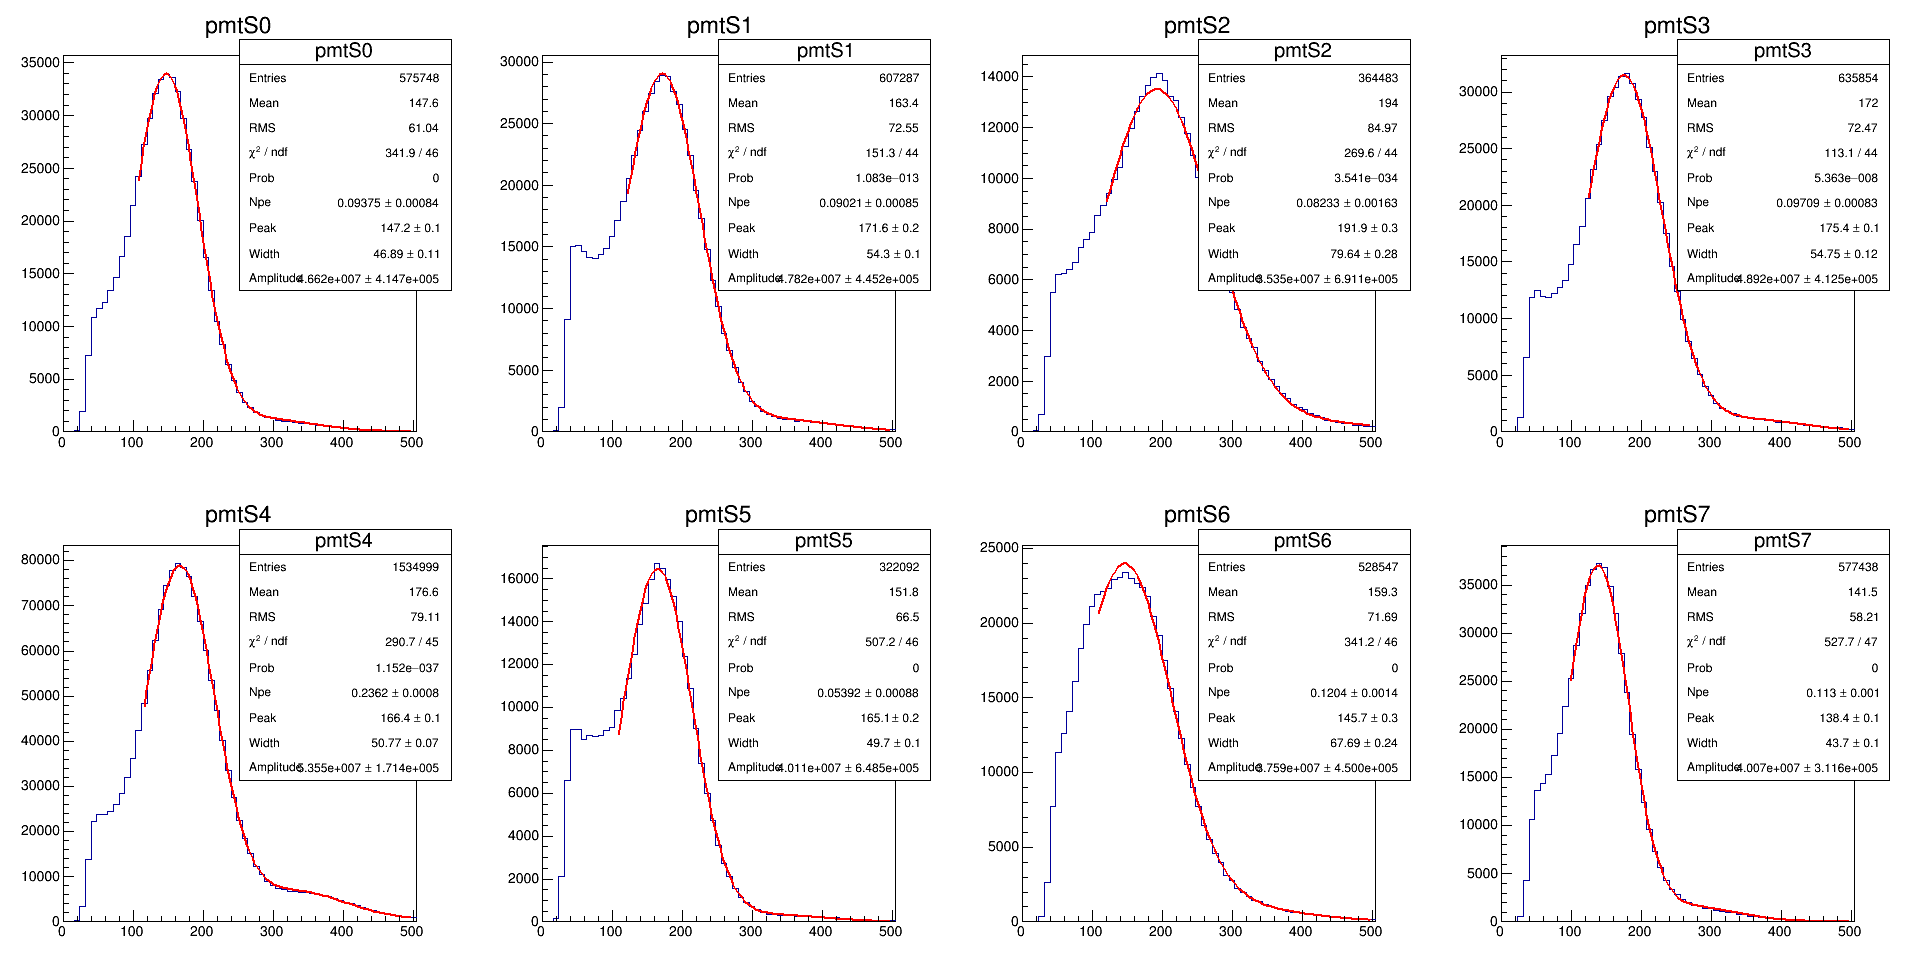 pmtS0
pmtS0
Entries 575748
Mean 147.6
RMS 61.04
χ² / ndf 341.9 / 46
Prob 0
Npe 0.09375 ± 0.00084
Peak 147.2 ± 0.1
Width 46.89 ± 0.11
Amplitude 4.662e+007 ± 4.147e+005
35000
30000
25000
20000
15000
10000
5000
0
0 100 200 300 400 500
pmtS1
pmtS1
Entries 607287
Mean 163.4
RMS 72.55
χ² / ndf 151.3 / 44
Prob 1.083e−013
Npe 0.09021 ± 0.00085
Peak 171.6 ± 0.2
Width 54.3 ± 0.1
Amplitude 4.782e+007 ± 4.452e+005
30000
25000
20000
15000
10000
5000
0
0 100 200 300 400 500
pmtS2
pmtS2
Entries 364483
Mean 194
RMS 84.97
χ² / ndf 269.6 / 44
Prob 3.541e−034
Npe 0.08233 ± 0.00163
Peak 191.9 ± 0.3
Width 79.64 ± 0.28
Amplitude 3.535e+007 ± 6.911e+005
14000
12000
10000
8000
6000
4000
2000
0
0 100 200 300 400 500
pmtS3
pmtS3
Entries 635854
Mean 172
RMS 72.47
χ² / ndf 113.1 / 44
Prob 5.363e−008
Npe 0.09709 ± 0.00083
Peak 175.4 ± 0.1
Width 54.75 ± 0.12
Amplitude 4.892e+007 ± 4.125e+005
30000
25000
20000
15000
10000
5000
0
0 100 200 300 400 500
pmtS4
pmtS4
Entries 1534999
Mean 176.6
RMS 79.11
χ² / ndf 290.7 / 45
Prob 1.152e−037
Npe 0.2362 ± 0.0008
Peak 166.4 ± 0.1
Width 50.77 ± 0.07
Amplitude 5.355e+007 ± 1.714e+005
80000
70000
60000
50000
40000
30000
20000
10000
0
0 100 200 300 400 500
pmtS5
pmtS5
Entries 322092
Mean 151.8
RMS 66.5
χ² / ndf 507.2 / 46
Prob 0
Npe 0.05392 ± 0.00088
Peak 165.1 ± 0.2
Width 49.7 ± 0.1
Amplitude 4.011e+007 ± 6.485e+005
16000
14000
12000
10000
8000
6000
4000
2000
0
0 100 200 300 400 500
pmtS6
pmtS6
Entries 528547
Mean 159.3
RMS 71.69
χ² / ndf 341.2 / 46
Prob 0
Npe 0.1204 ± 0.0014
Peak 145.7 ± 0.3
Width 67.69 ± 0.24
Amplitude 3.759e+007 ± 4.500e+005
25000
20000
15000
10000
5000
0
0 100 200 300 400 500
pmtS7
pmtS7
Entries 577438
Mean 141.5
RMS 58.21
χ² / ndf 527.7 / 47
Prob 0
Npe 0.113 ± 0.001
Peak 138.4 ± 0.1
Width 43.7 ± 0.1
Amplitude 4.007e+007 ± 3.116e+005
35000
30000
25000
20000
15000
10000
5000
0
0 100 200 300 400 500